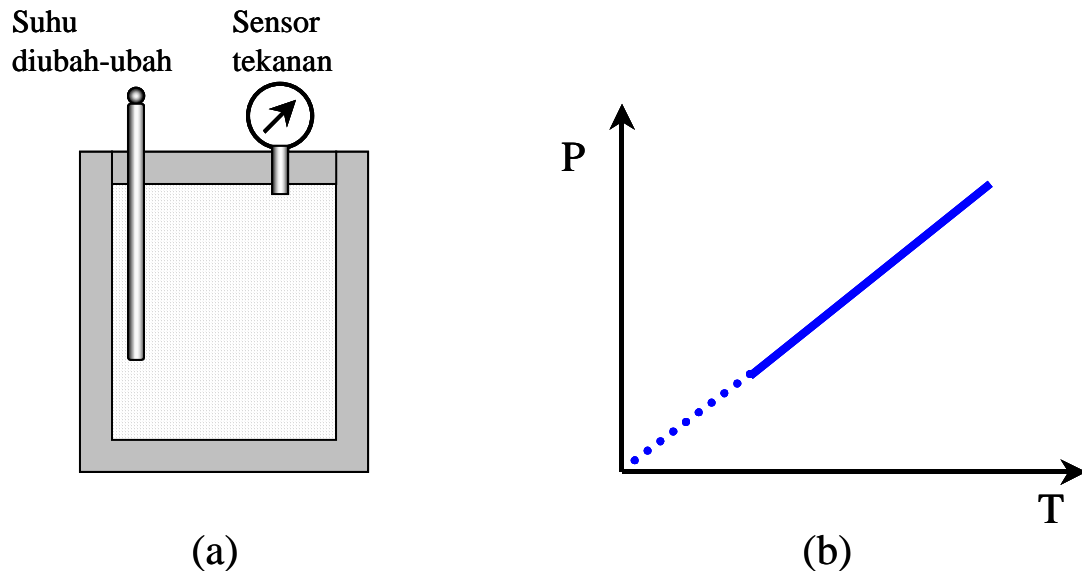 Suhu
diubah-ubah
Sensor
tekanan
P
T
(a)
(b)